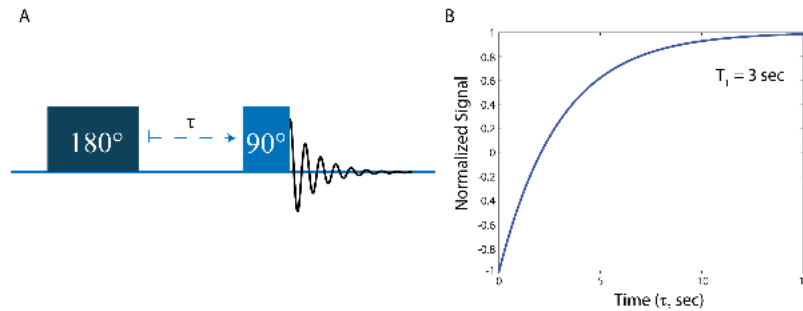 A
180°
τ
90°
B
Normalized Signal
1
0.8
0.6
0.4
0.2
0
-0.2
-0.4
-0.6
-0.8
-1
T₁ = 3 sec
0
5
10
1
Time (τ, sec)